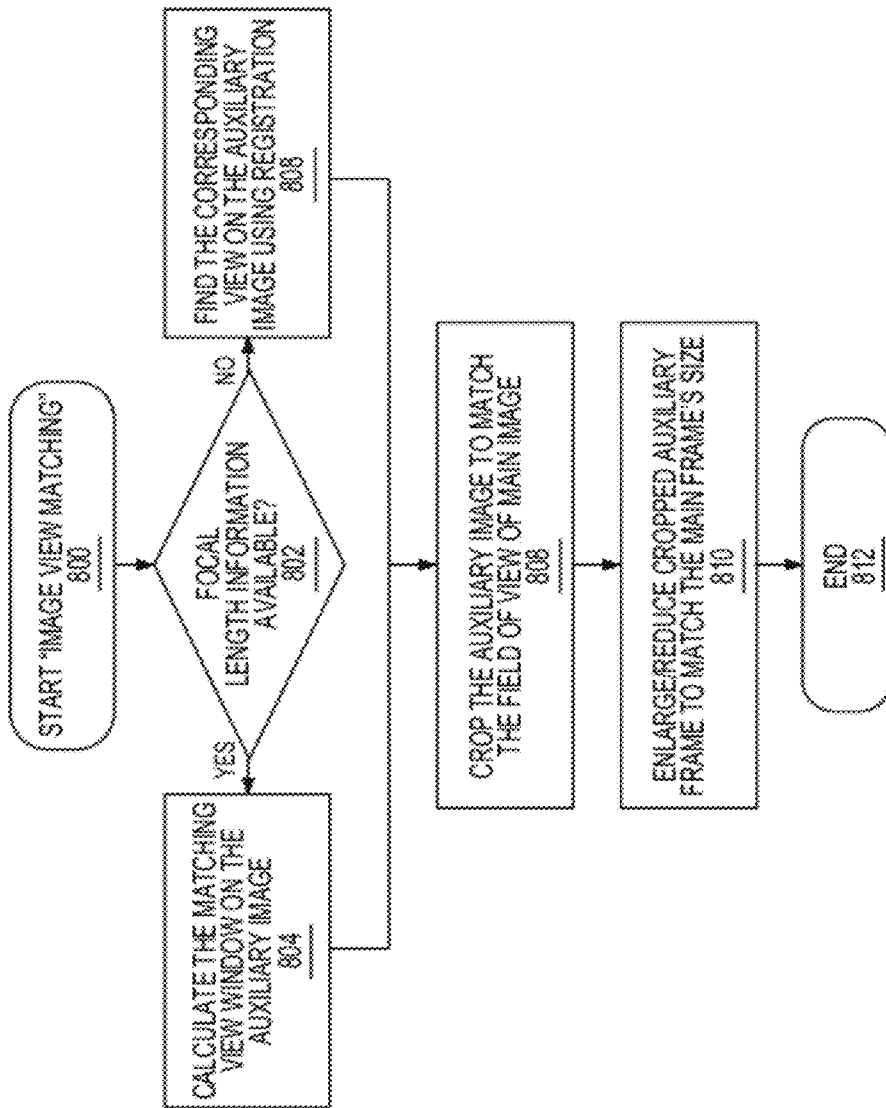 START "IMAGE VIEW MATCHING"
800
FOCAL
LENGTH INFORMATION
AVAILABLE?
802
YES
NO
CALCULATE THE MATCHING
VIEW WINDOW ON THE
AUXILIARY IMAGE
804
FIND THE CORRESPONDING
VIEW ON THE AUXILIARY
IMAGE USING REGISTRATION
808
CROP THE AUXILIARY IMAGE TO MATCH
THE FIELD OF VIEW OF MAIN IMAGE
808
ENLARGE/REDUCE CROPPED AUXILIARY
FRAME TO MATCH THE MAIN FRAME'S SIZE
810
END
812